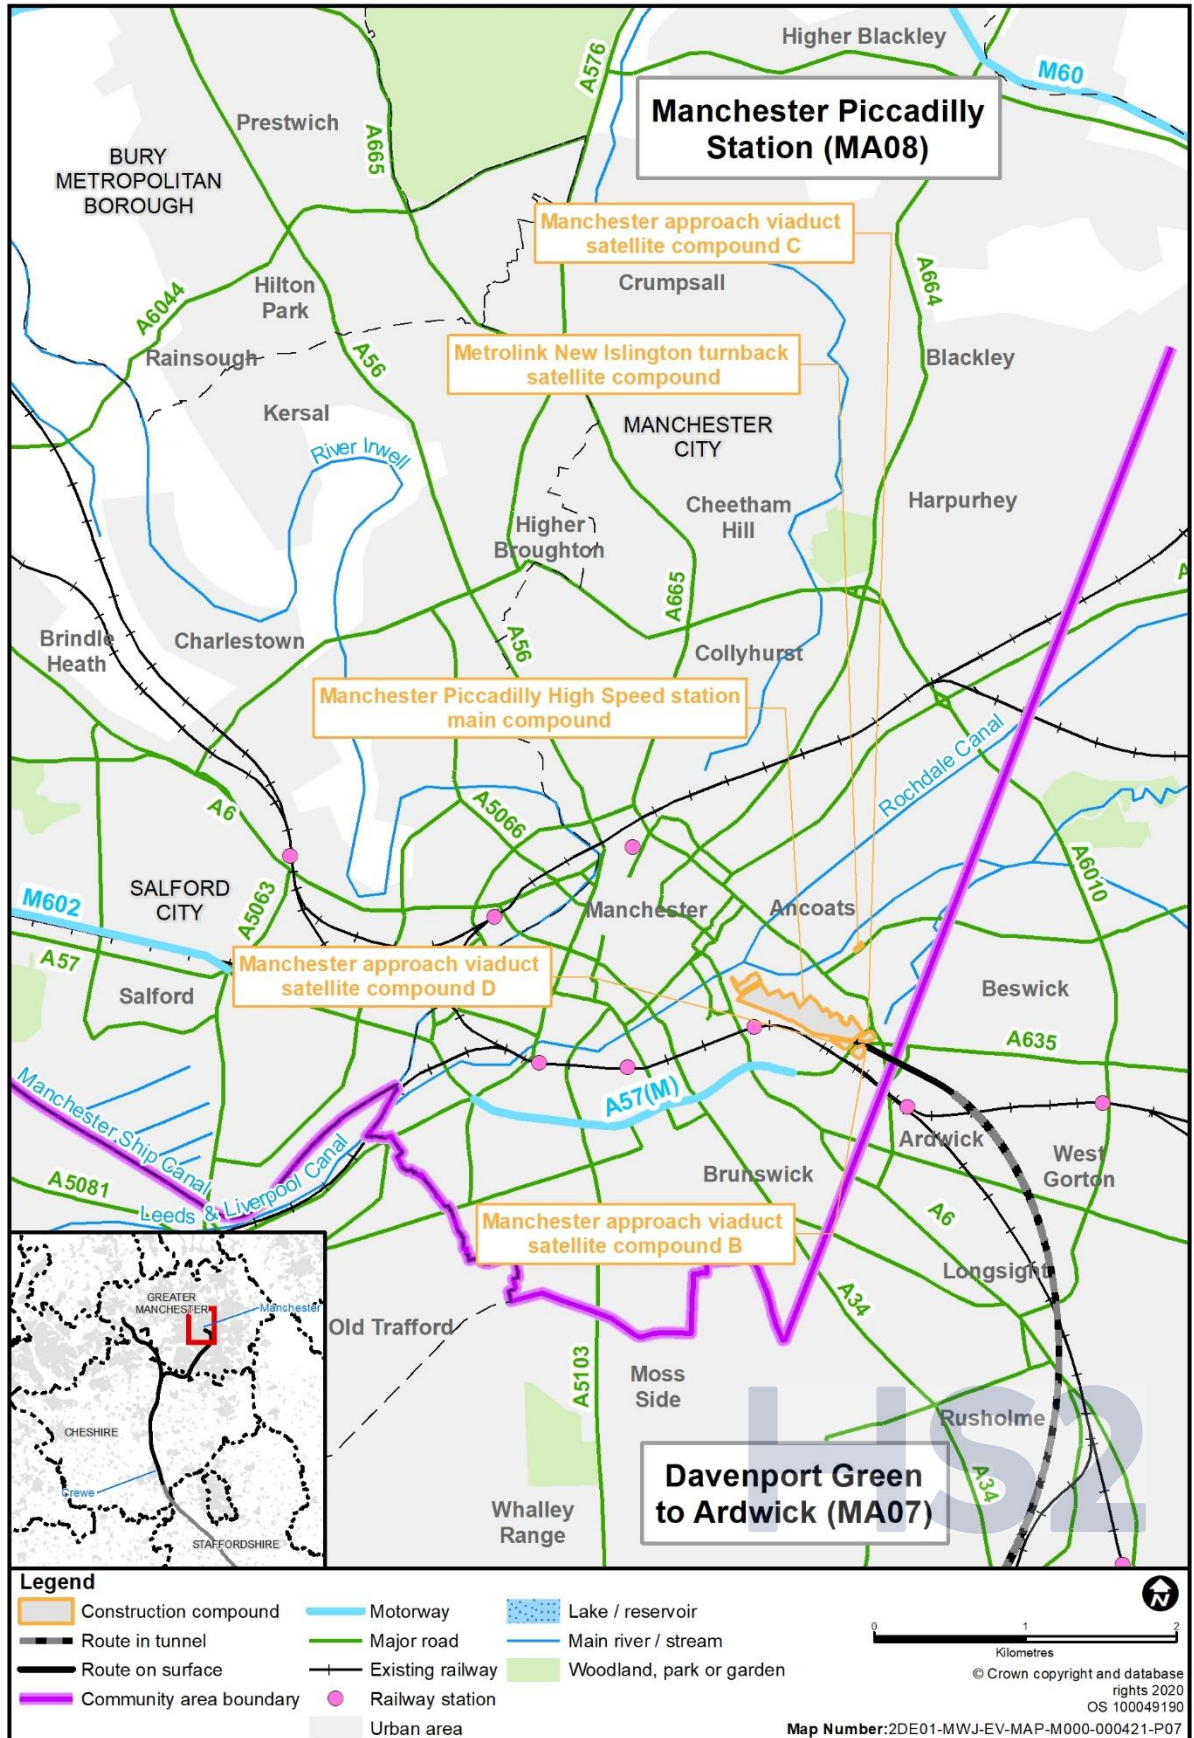 Higher Blackley
M60
A576
Manchester Piccadilly
Station (MA08)
Prestwich
A665
BURY
METROPOLITAN
BOROUGH
Manchester approach viaduct
satellite compound C
Crumpsall
A664
Hilton
Park
A6044
Rainsough
A56
Metrolink New Islington turnback
satellite compound
Blackley
Kersal
MANCHESTER
CITY
River Irwell
Cheetham
Hill
Harpurhey
Higher
Broughton
A665
A56
Brindle
Heath
Charlestown
Collyhurst
Manchester Piccadilly High Speed station
main compound
Rochdale Canal
A6
A5066
A6010
SALFORD
CITY
M602
A5063
Manchester
Ancoats
A57
Manchester approach viaduct
satellite compound D
Salford
Beswick
A635
A57(M)
Manchester Ship Canal
Ardwick
West
Gorton
Brunswick
A5081
Leeds & Liverpool Canal
Manchester approach viaduct
satellite compound B
A6
Longsight
A34
GREATER
MANCHESTER
Manchester
Old Trafford
A5103
Moss
Side
HS2
Rusholme
CHESHIRE
Davenport Green
to Ardwick (MA07)
A34
Crewe
Whalley
Range
STAFFORDSHIRE
Legend
Construction compound
Route in tunnel
Route on surface
Community area boundary
Motorway
Major road
Existing railway
Railway station
Urban area
Lake / reservoir
Main river / stream
Woodland, park or garden
0 1 2
Kilometres
© Crown copyright and database
rights 2020
OS 100049190
Map Number:2DE01-MWJ-EV-MAP-M000-000421-P07